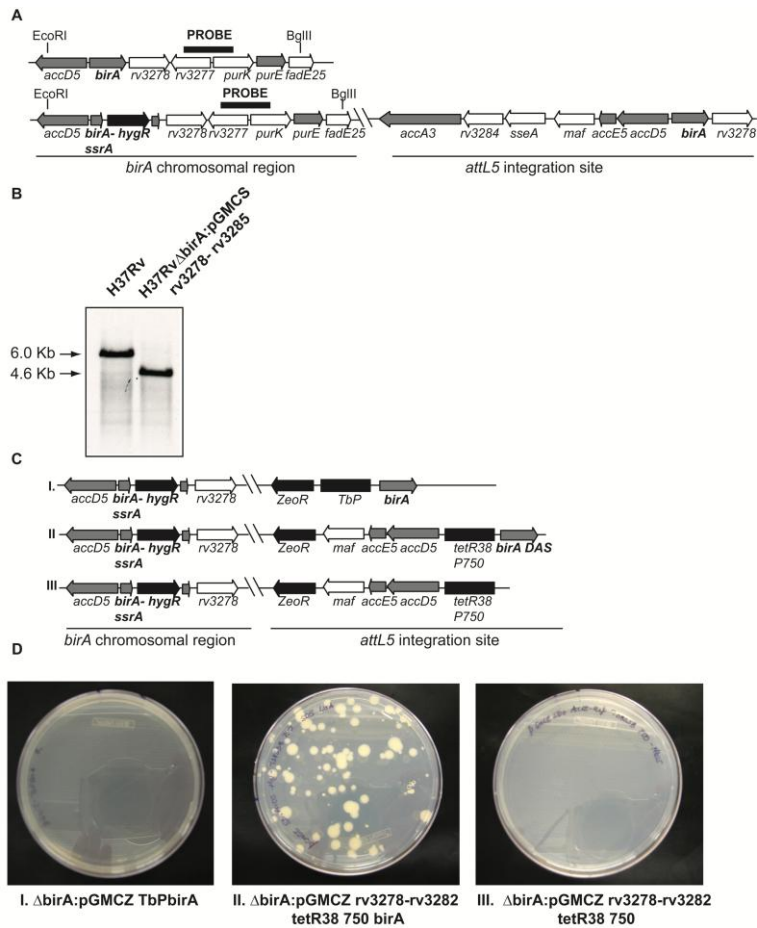 A
EcoRI PROBE BglII
accD5 birA rv3278 rv3277 purK purE fadE25
EcoRI PROBE BglII
accD5 birA- hygR rv3278 rv3277 purK purE fadE25 accA3 rv3284 sseA maf accE5 accD5 birA rv3278
ssrA
birA chromosomal region attL5 integration site
B
H37Rv
H37RvΔbirA:pGMCS
rv3278- rv3285
6.0 Kb
4.6 Kb
C
I. accD5 birA- hygR rv3278 ZeoR TbP birA
ssrA
II accD5 birA- hygR rv3278 ZeoR maf accE5 accD5 tetR38 birA DAS
ssrA P750
III accD5 birA- hygR rv3278 ZeoR maf accE5 accD5 tetR38
ssrA P750
birA chromosomal region attL5 integration site
D
I. ΔbirA:pGMCZ TbPbirA
II. ΔbirA:pGMCZ rv3278-rv3282
tetR38 750 birA
III. ΔbirA:pGMCZ rv3278-rv3282
tetR38 750